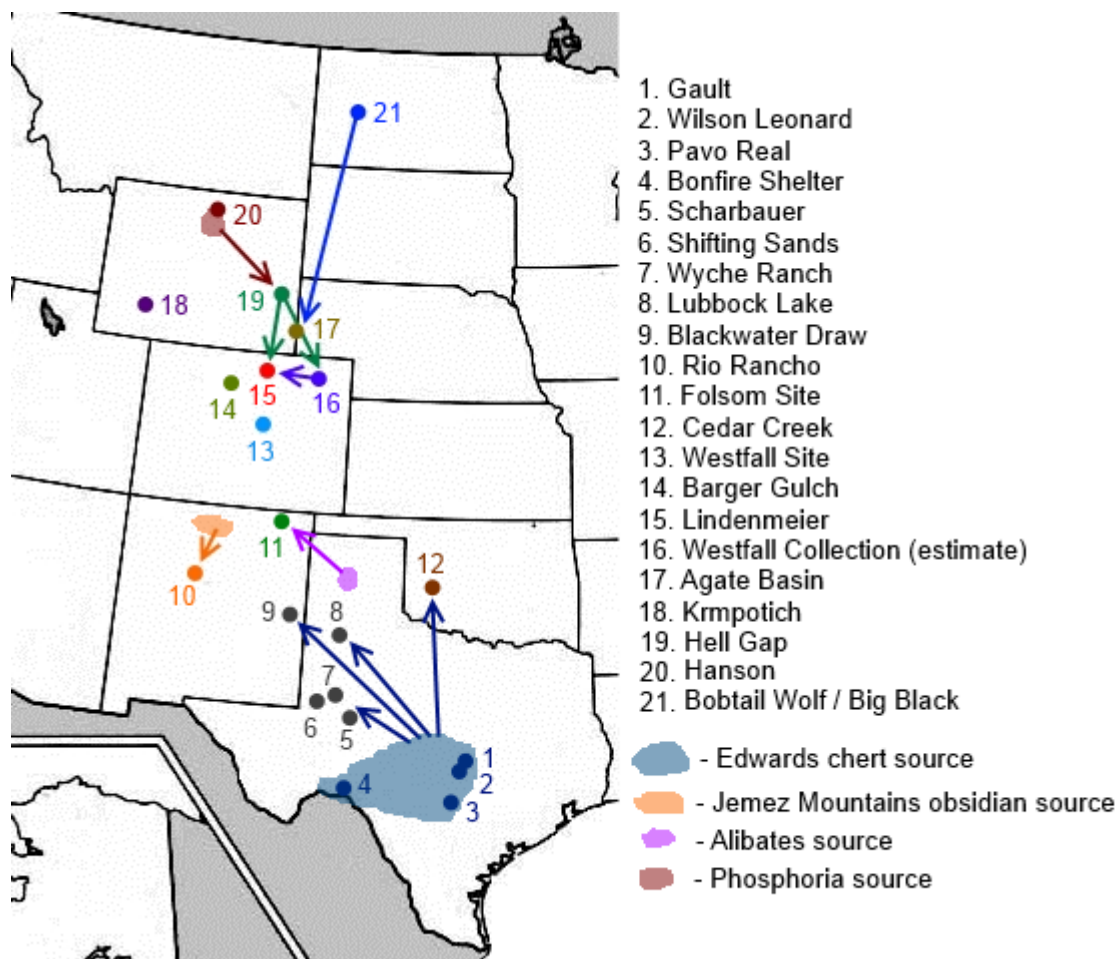 21
20
19
18
17
16
15
14
13
12
11
10
9
8
7
6
5
4
1
2
3
1. Gault
2. Wilson Leonard
3. Pavo Real
4. Bonfire Shelter
5. Scharbauer
6. Shifting Sands
7. Wyche Ranch
8. Lubbock Lake
9. Blackwater Draw
10. Rio Rancho
11. Folsom Site
12. Cedar Creek
13. Westfall Site
14. Barger Gulch
15. Lindenmeier
16. Westfall Collection (estimate)
17. Agate Basin
18. Krmpotich
19. Hell Gap
20. Hanson
21. Bobtail Wolf / Big Black
- Edwards chert source
- Jemez Mountains obsidian source
- Alibates source
- Phosphoria source